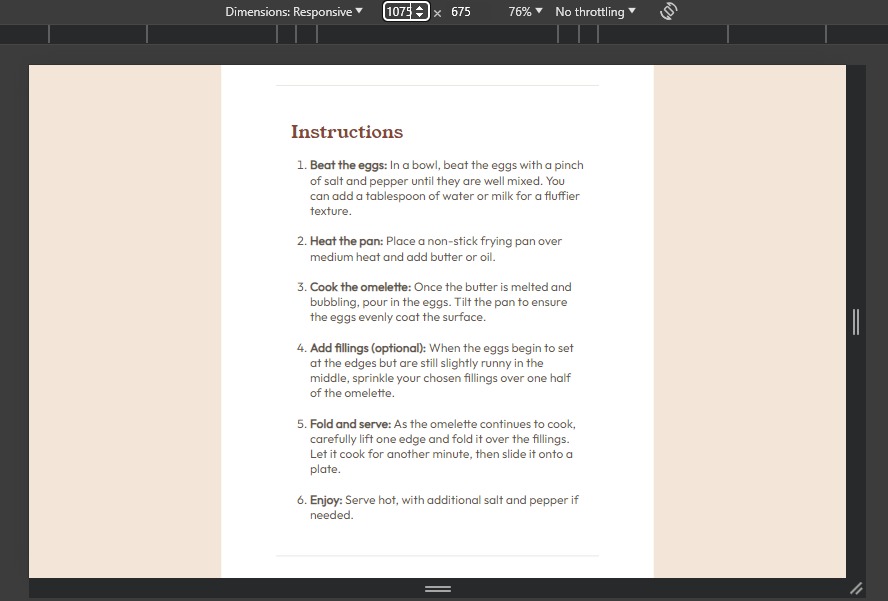 Dimensions: Responsive 1075 × 675 76% No throttling
Instructions
1. Beat the eggs: In a bowl, beat the eggs with a pinch
of salt and pepper until they are well mixed. You
can add a tablespoon of water or milk for a fluffier
texture.
2. Heat the pan: Place a non-stick frying pan over
medium heat and add butter or oil.
3. Cook the omelette: Once the butter is melted and
bubbling, pour in the eggs. Tilt the pan to ensure
the eggs evenly coat the surface.
4. Add fillings (optional): When the eggs begin to set
at the edges but are still slightly runny in the
middle, sprinkle your chosen fillings over one half
of the omelette.
5. Fold and serve: As the omelette continues to cook,
carefully lift one edge and fold it over the fillings.
Let it cook for another minute, then slide it onto a
plate.
6. Enjoy: Serve hot, with additional salt and pepper if
needed.